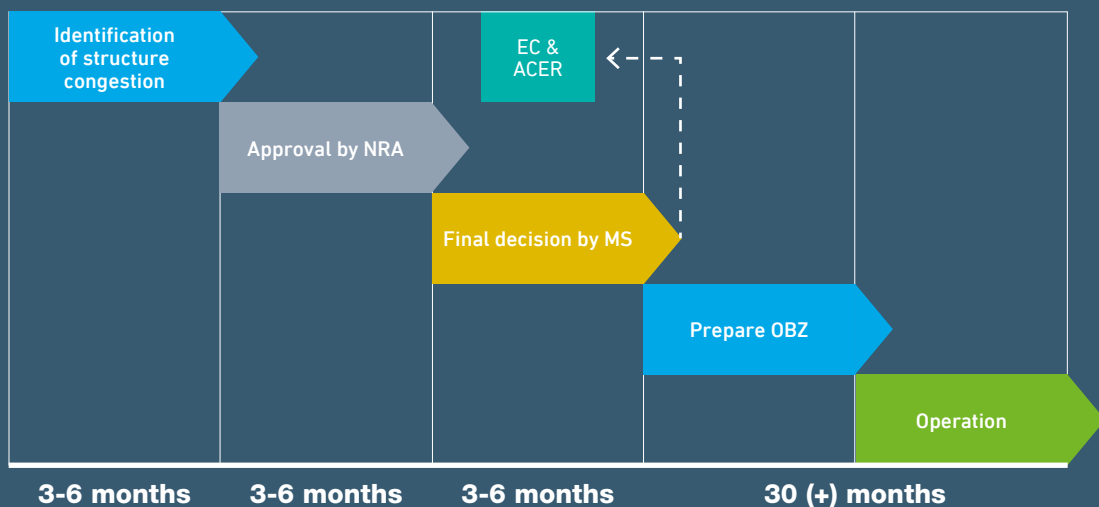 Identification
of structure
congestion
EC &
ACER
Approval by NRA
Final decision by MS
Prepare OBZ
Operation
3-6 months
3-6 months
3-6 months
30 (+) months